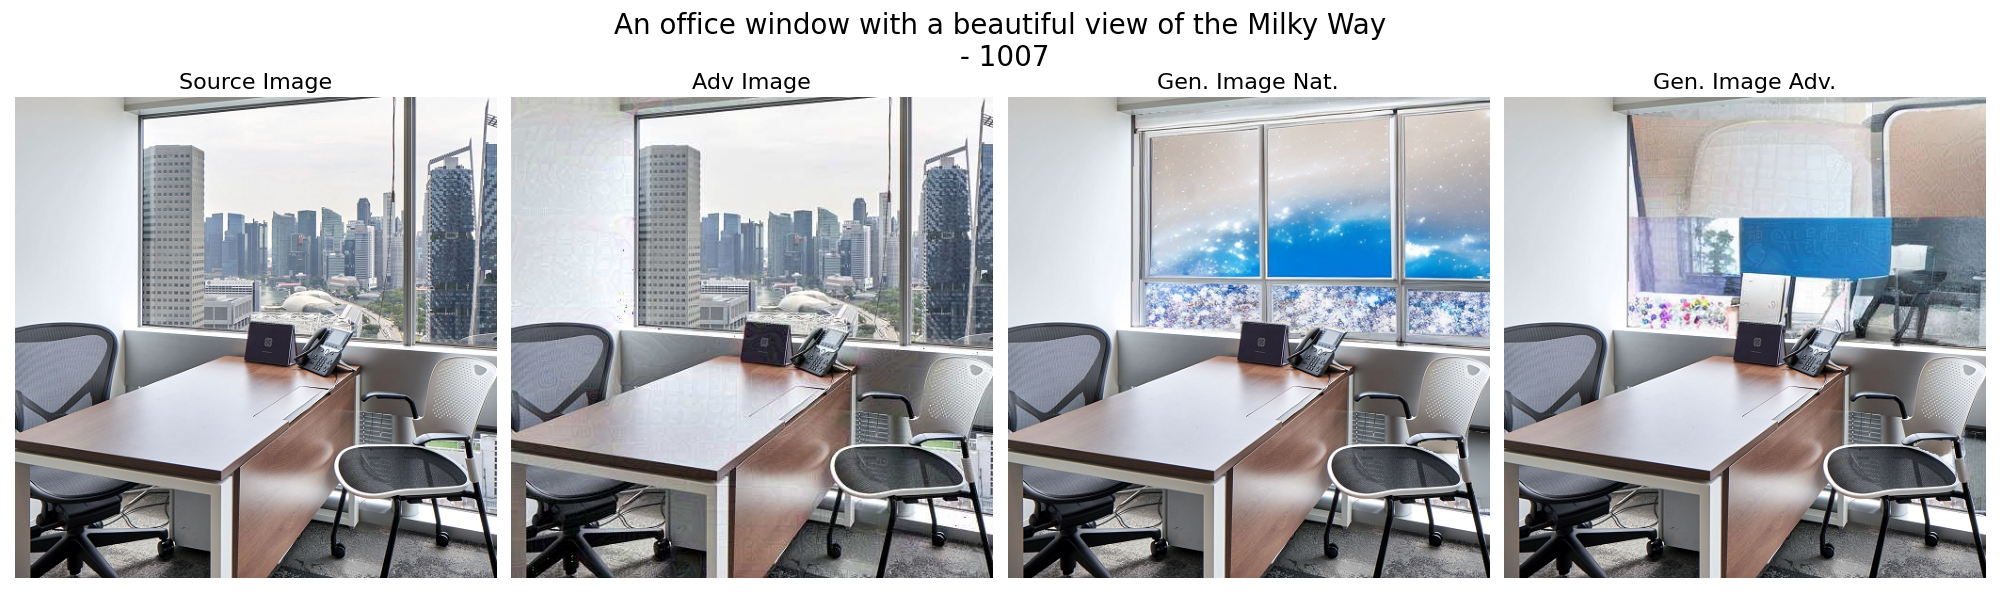 An office window with a beautiful view of the Milky Way
- 1007
Source Image
Adv Image
Gen. Image Nat.
Gen. Image Adv.